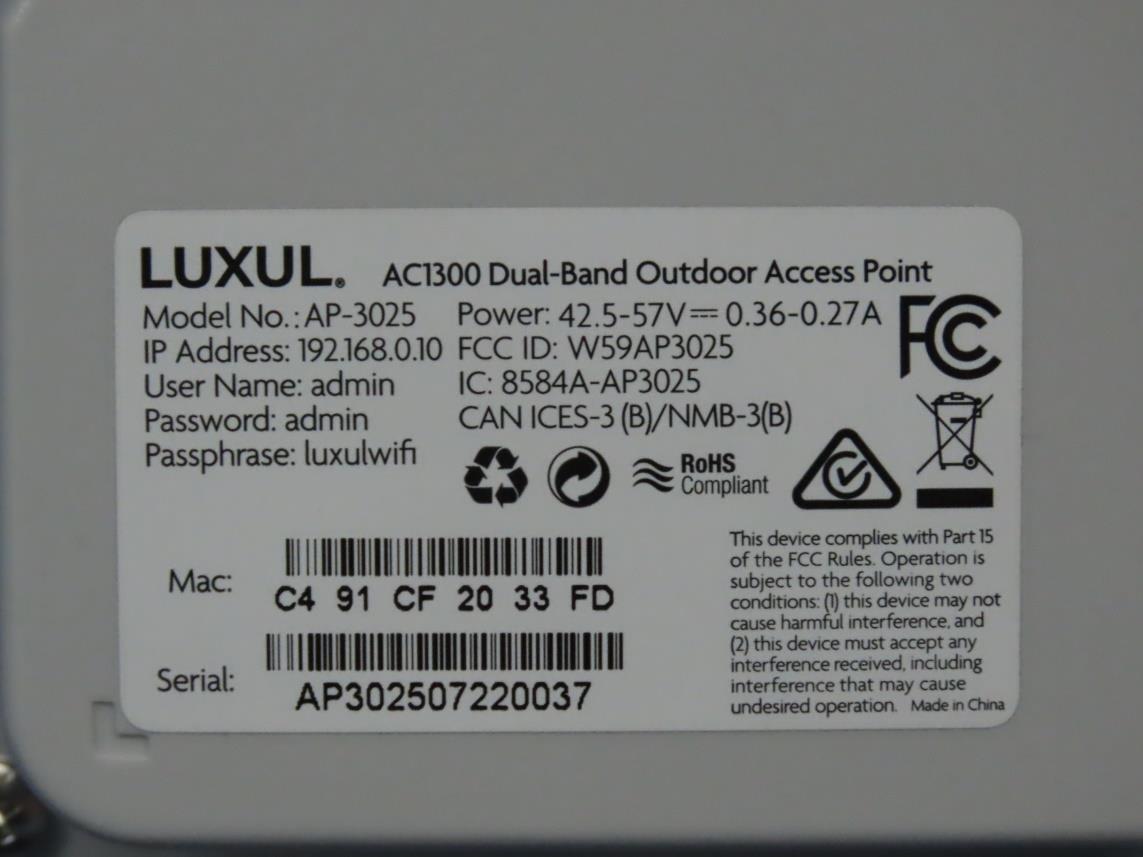 LUXUL® AC1300 Dual-Band Outdoor Access Point
Model No.: AP-3025
IP Address: 192.168.0.10
User Name: admin
Password: admin
Passphrase: luxulwifi
Power: 42.5-57V⎓ 0.36-0.27A
FCC ID: W59AP3025
IC: 8584A-AP3025
CAN ICES-3 (B)/NMB-3(B)
FC
RoHS
Compliant
Mac:
C4 91 CF 20 33 FD
Serial:
AP302507220037
This device complies with Part 15
of the FCC Rules. Operation is
subject to the following two
conditions: (1) this device may not
cause harmful interference, and
(2) this device must accept any
interference received, including
interference that may cause
undesired operation. Made in China